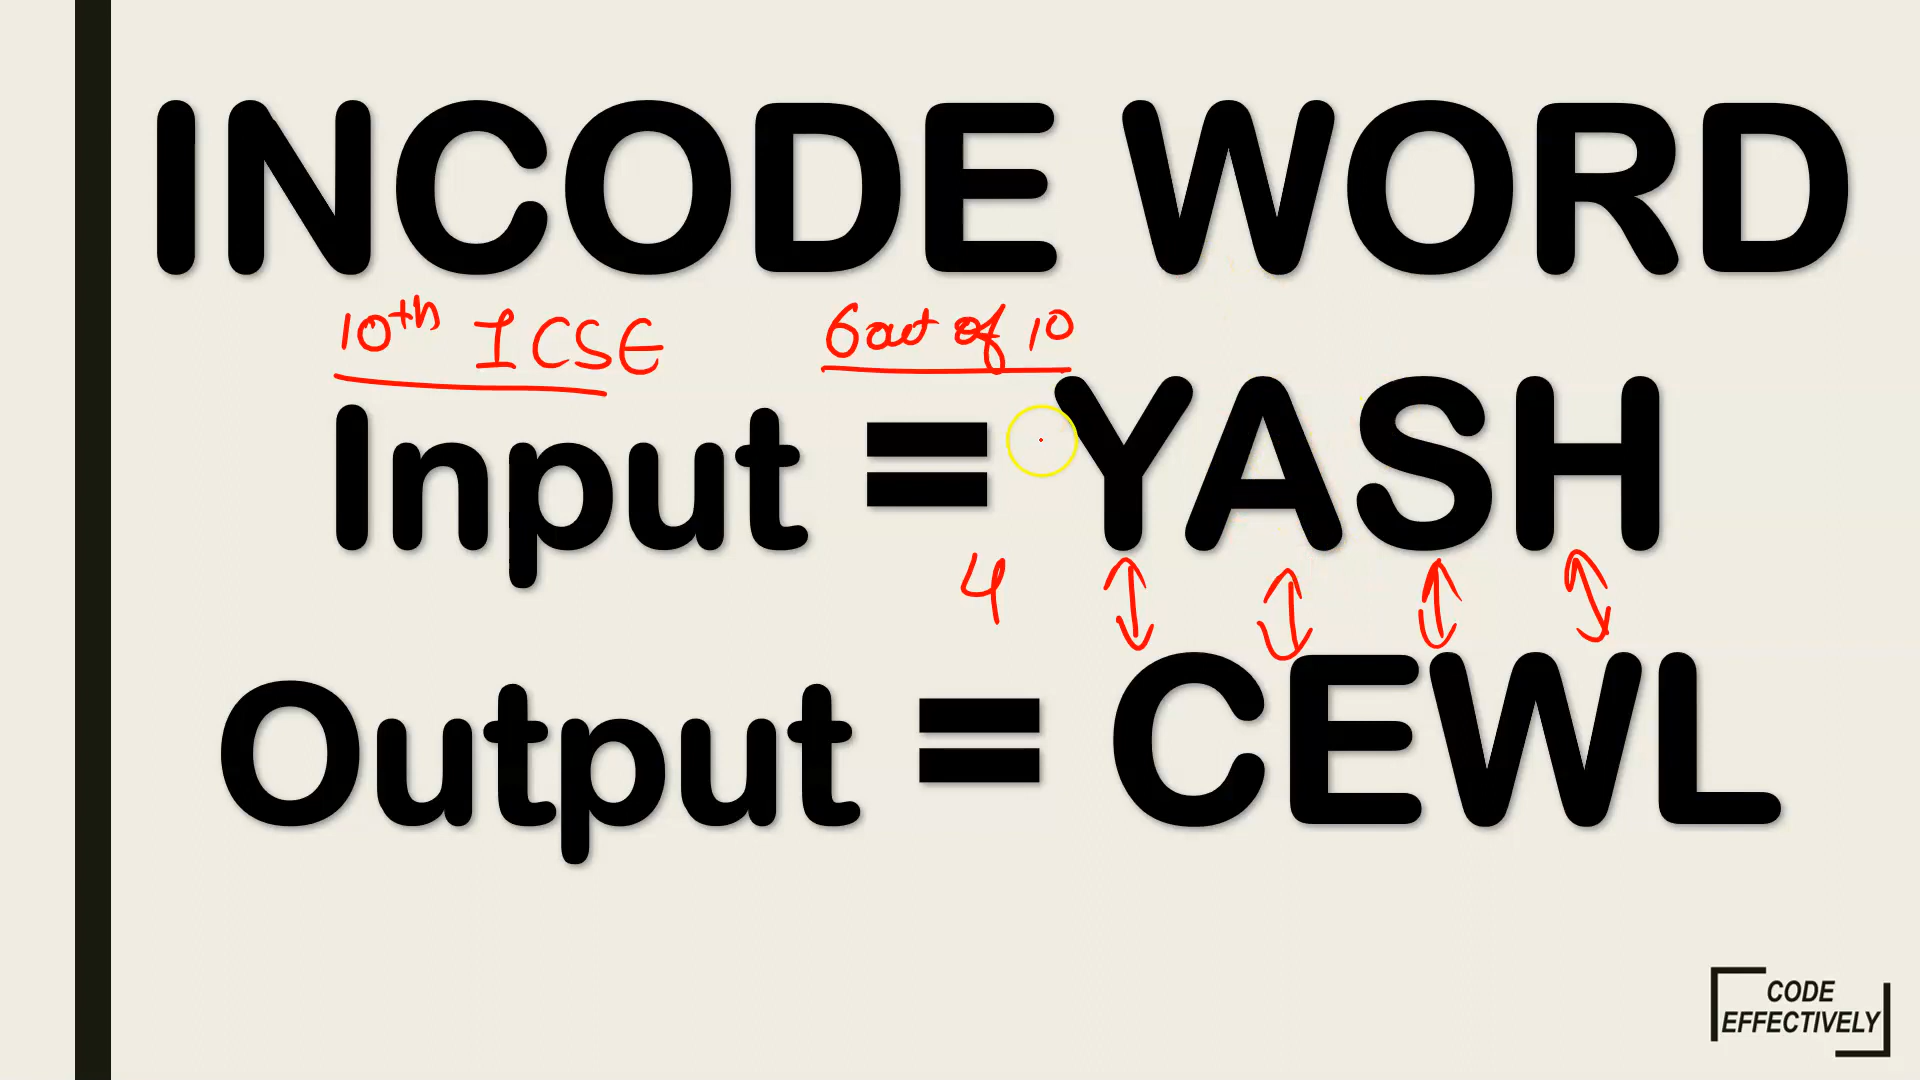 INCODE WORD
10th ICSE 6 out of 10
Input = YASH
4
Output = CEWL
CODE
EFFECTIVELY